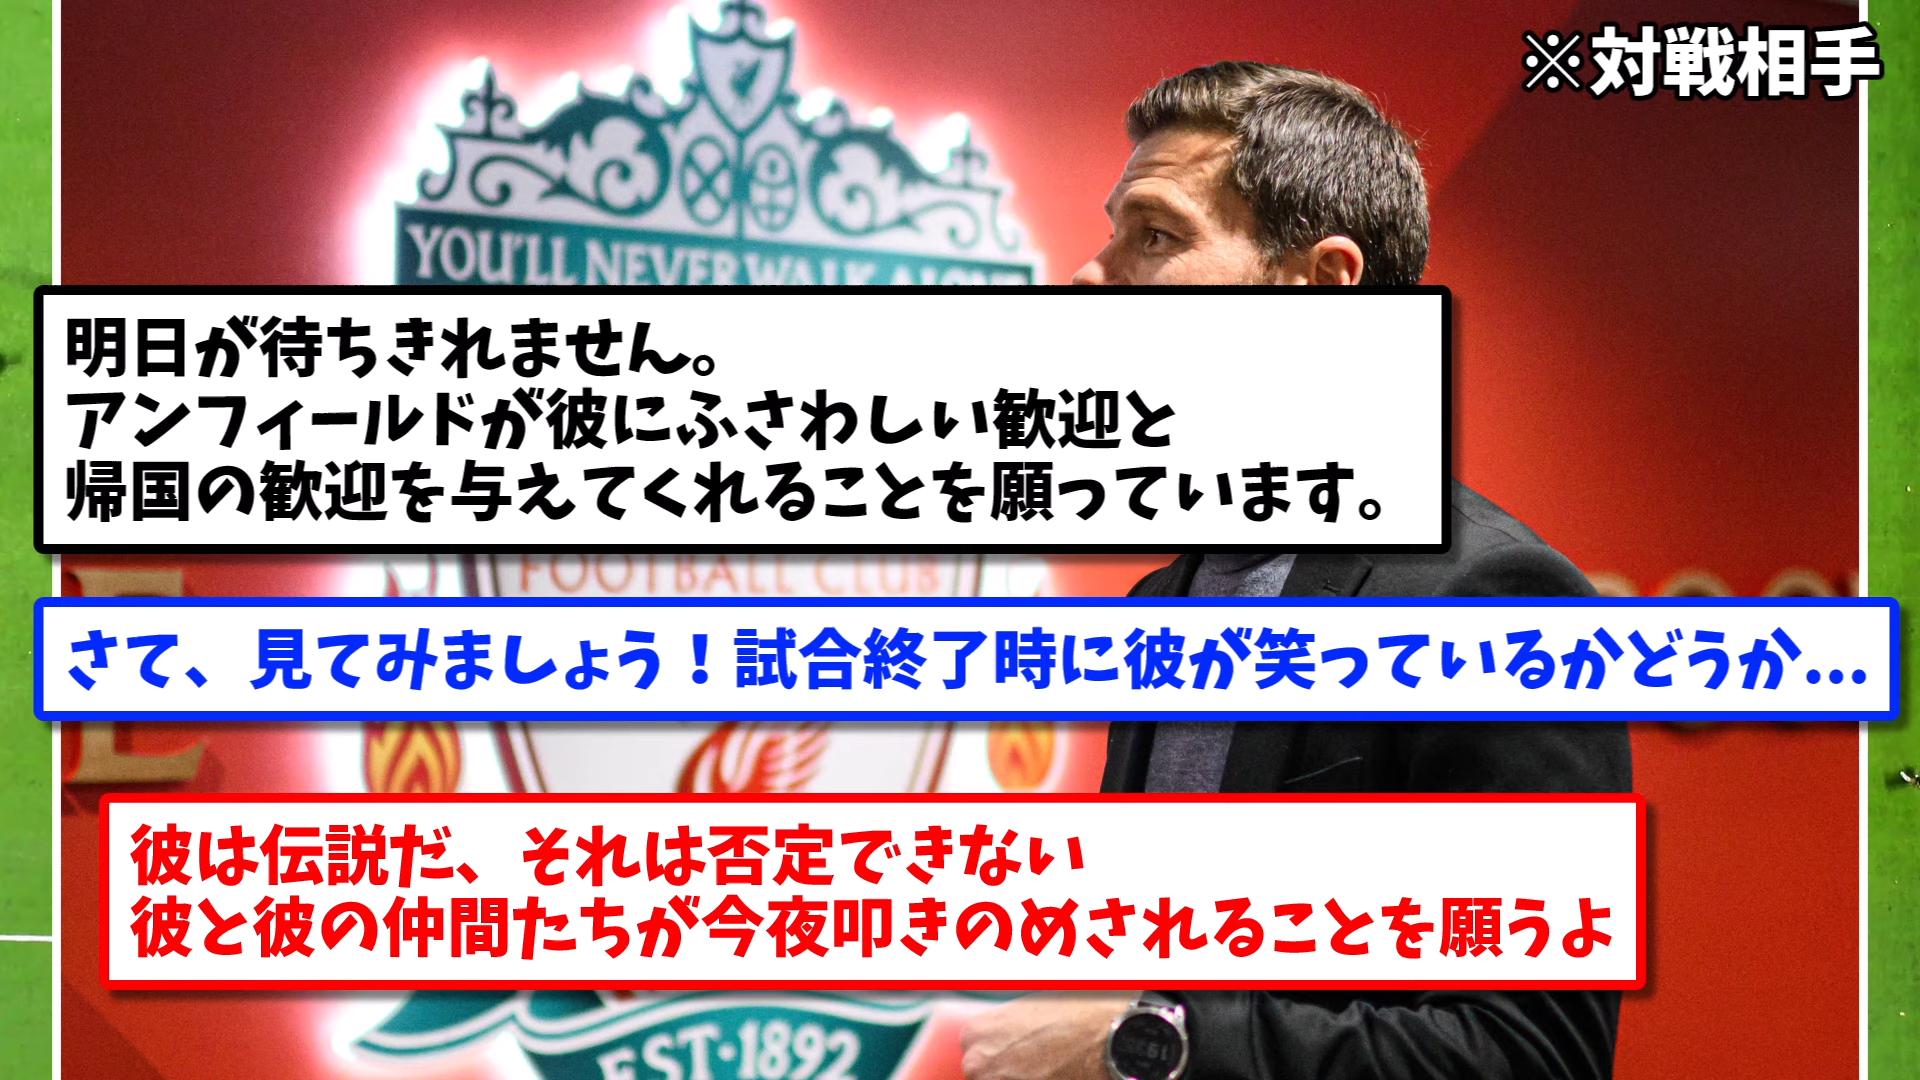 ※対戦相手
YOU'LL NEVER WALK ALONE
明日が待ちきれません。
アンフィールドが彼にふさわしい歓迎と
帰国の歓迎を与えてくれることを願っています。
FOOTBALL CLUB
さて、見てみましょう！試合終了時に彼が笑っているかどうか...
彼は伝説だ、それは否定できない
彼と彼の仲間たちが今夜叩きのめされることを願うよ
EST·1892